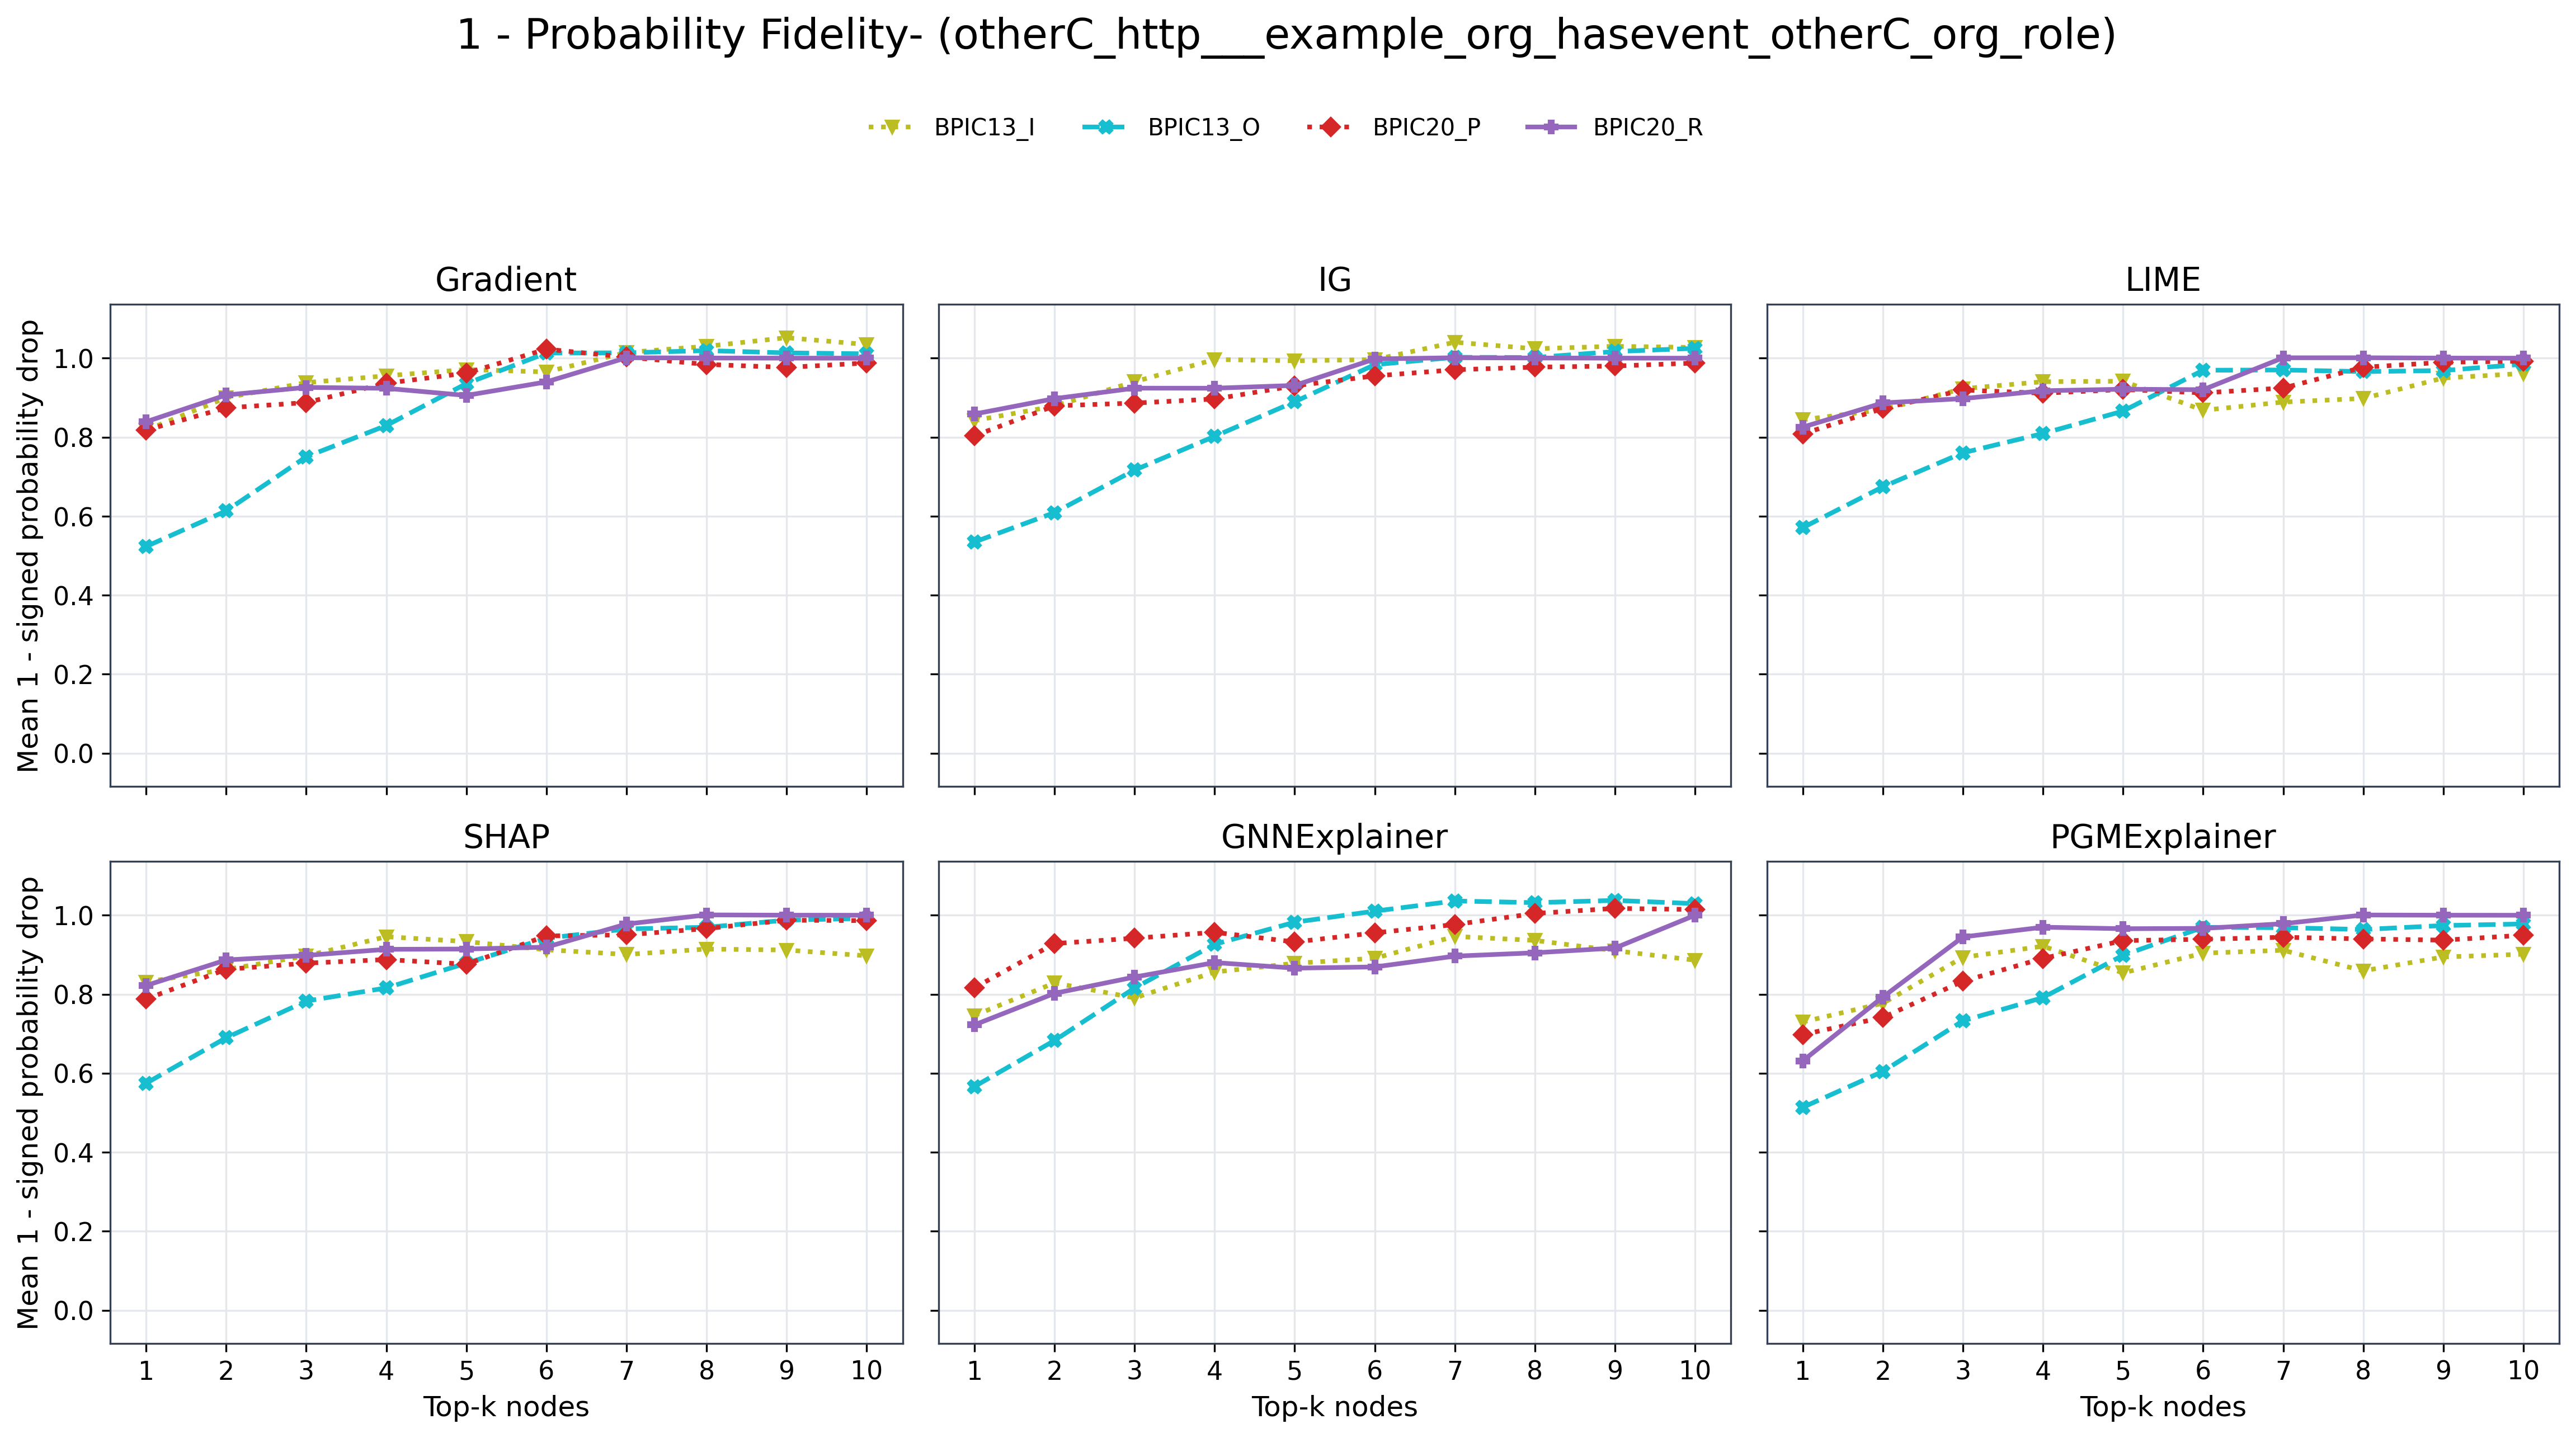 1 - Probability Fidelity- (otherC_http___example_org_hasevent_otherC_org_role)
BPIC13_I BPIC13_O BPIC20_P BPIC20_R
Gradient IG LIME
Mean 1 - signed probability drop
1.0
0.8
0.6
0.4
0.2
0.0
SHAP GNNExplainer PGMExplainer
Mean 1 - signed probability drop
1.0
0.8
0.6
0.4
0.2
0.0
1 2 3 4 5 6 7 8 9 10 1 2 3 4 5 6 7 8 9 10 1 2 3 4 5 6 7 8 9 10
Top-k nodes Top-k nodes Top-k nodes